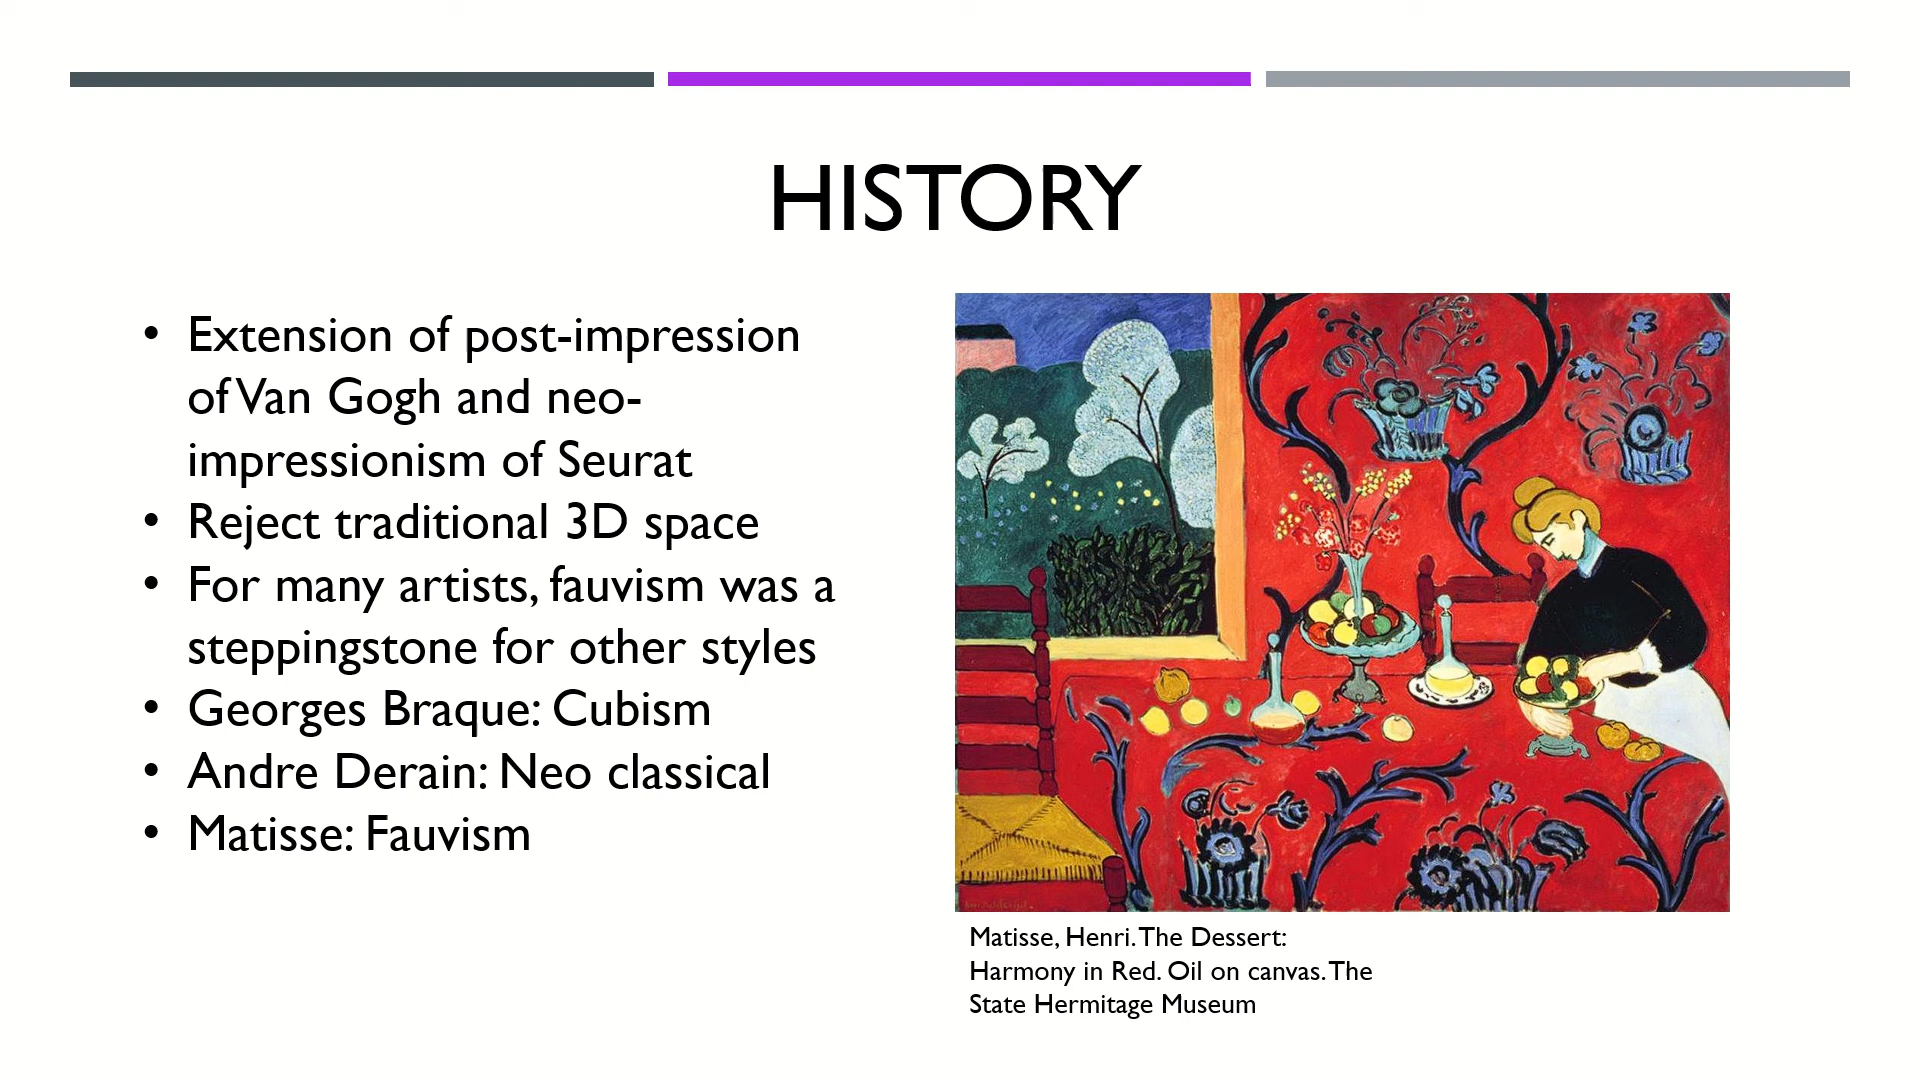 HISTORY
• Extension of post-impression
of Van Gogh and neo-
impressionism of Seurat
• Reject traditional 3D space
• For many artists, fauvism was a
steppingstone for other styles
• Georges Braque: Cubism
• Andre Derain: Neo classical
• Matisse: Fauvism
Matisse, Henri. The Dessert:
Harmony in Red. Oil on canvas. The
State Hermitage Museum